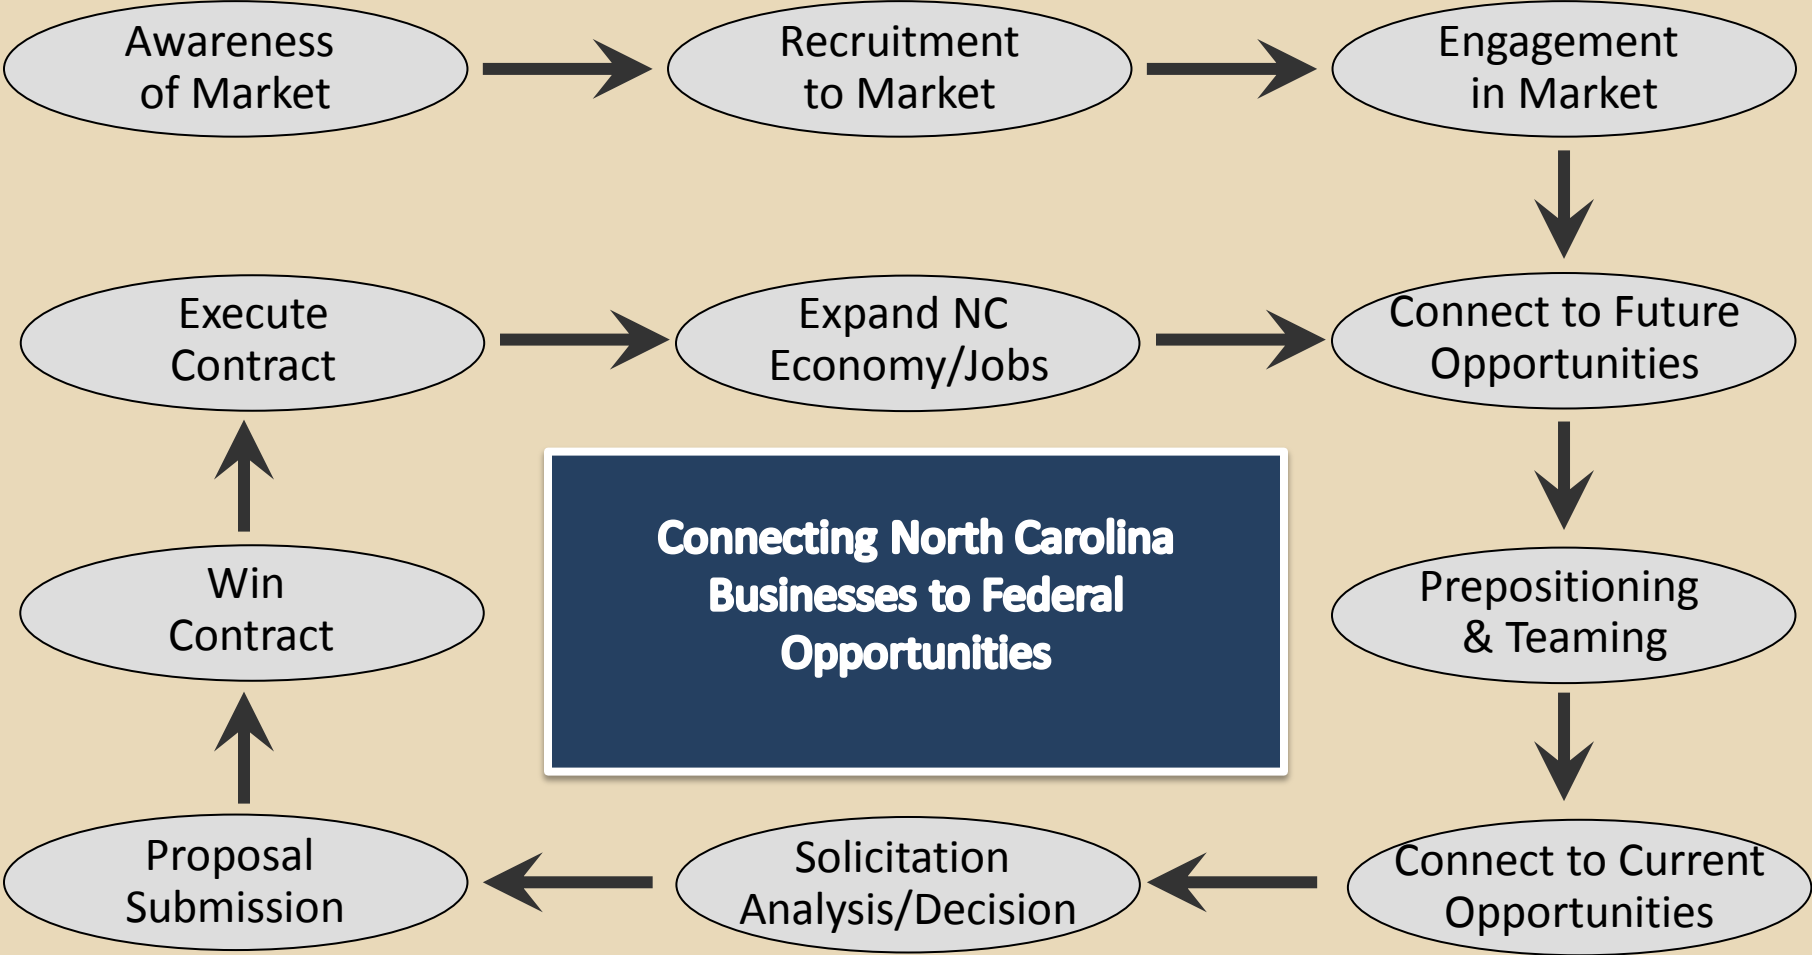 Awareness
of Market
Recruitment
to Market
Engagement
in Market
Execute
Contract
Expand NC
Economy/Jobs
Connect to Future
Opportunities
Win
Contract
Connecting North Carolina
Businesses to Federal
Opportunities
Prepositioning
& Teaming
Proposal
Submission
Solicitation
Analysis/Decision
Connect to Current
Opportunities